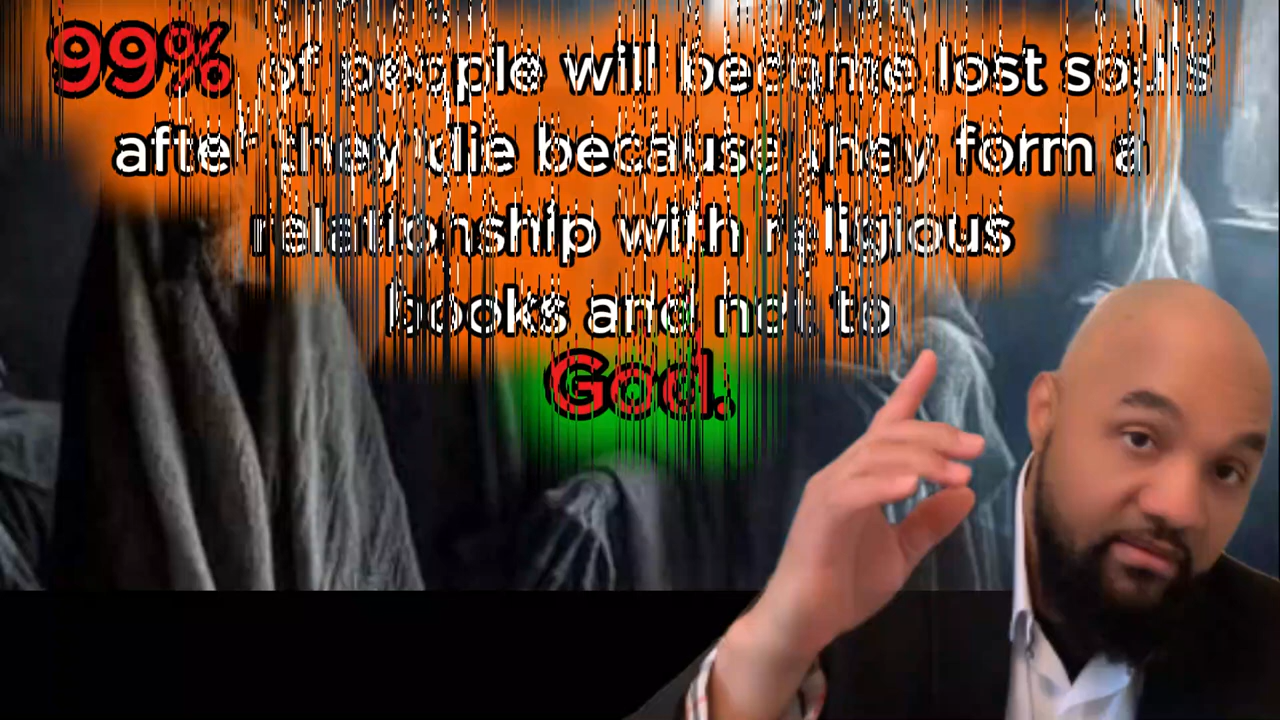 99% of people will become lost souls
after they die because they form a
relationship with religious
books and not to
God.